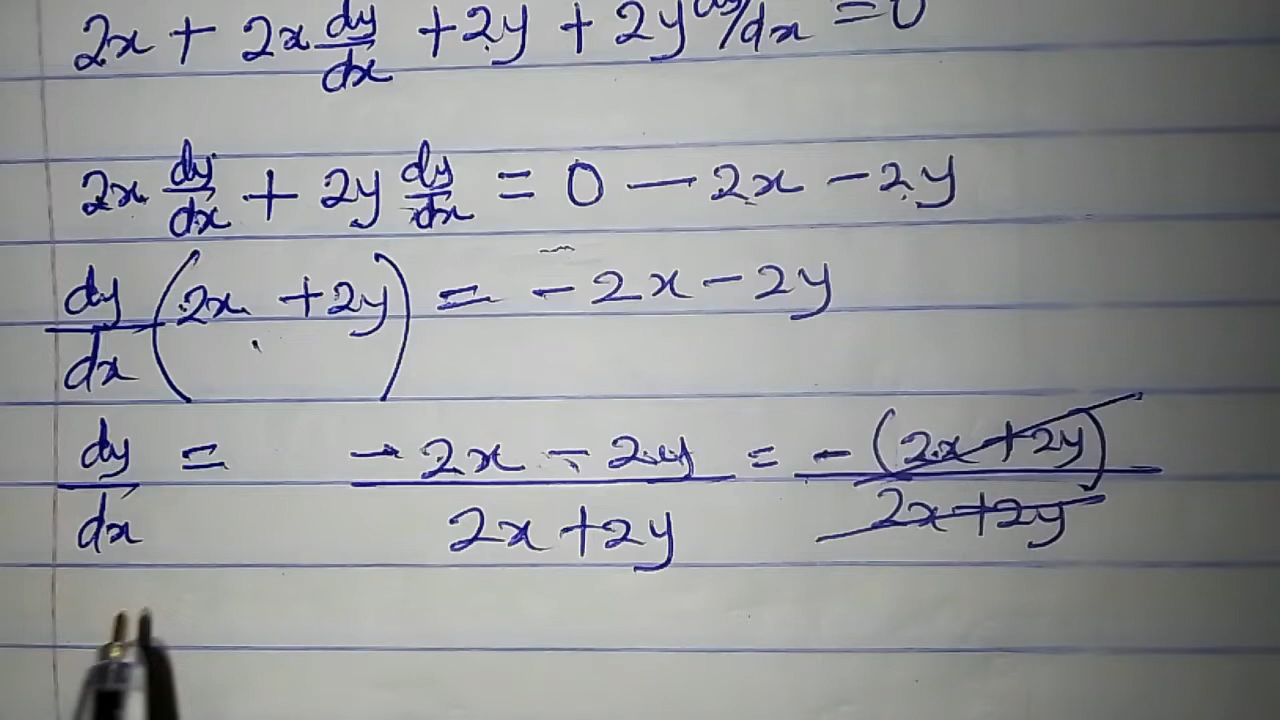 2x + 2x dy/dx + 2y + 2y dy/dx = 0
2x dy/dx + 2y dy/dx = 0 - 2x - 2y
dy/dx (2x + 2y) = - 2x - 2y
dy/dx = - 2x - 2y / 2x + 2y = - (2x + 2y) / 2x + 2y